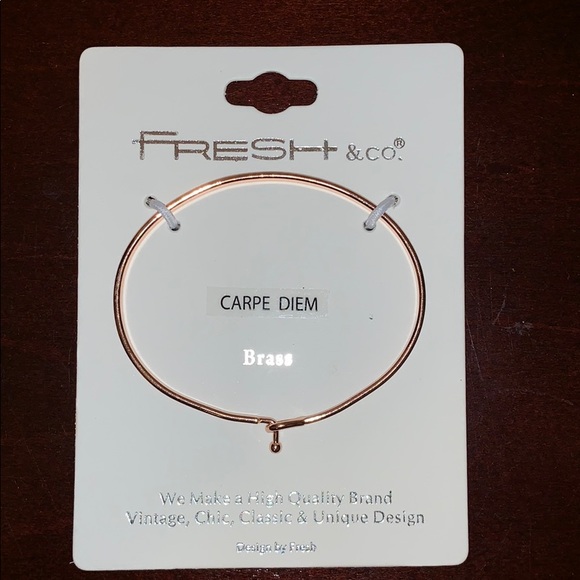 FRESH &CO.®
CARPE DIEM
Brass
We Make a High Quality Brand
Vintage, Chic, Classic & Unique Design
Design by Fresh